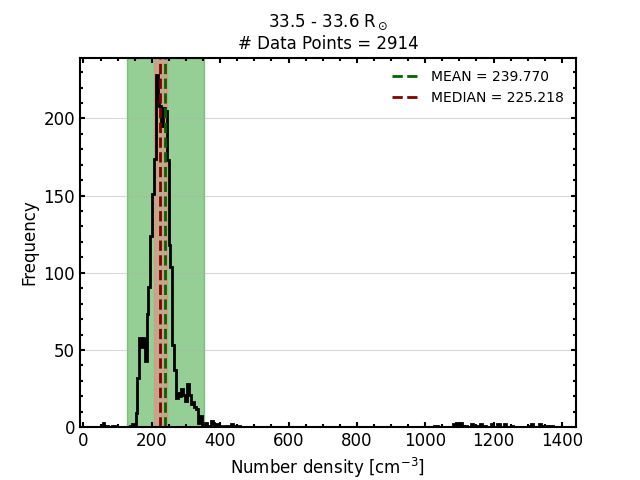 33.5 - 33.6 R⊙
# Data Points = 2914
MEAN = 239.770
MEDIAN = 225.218
Frequency
200
150
100
50
0
0 200 400 600 800 1000 1200 1400
Number density [cm⁻³]